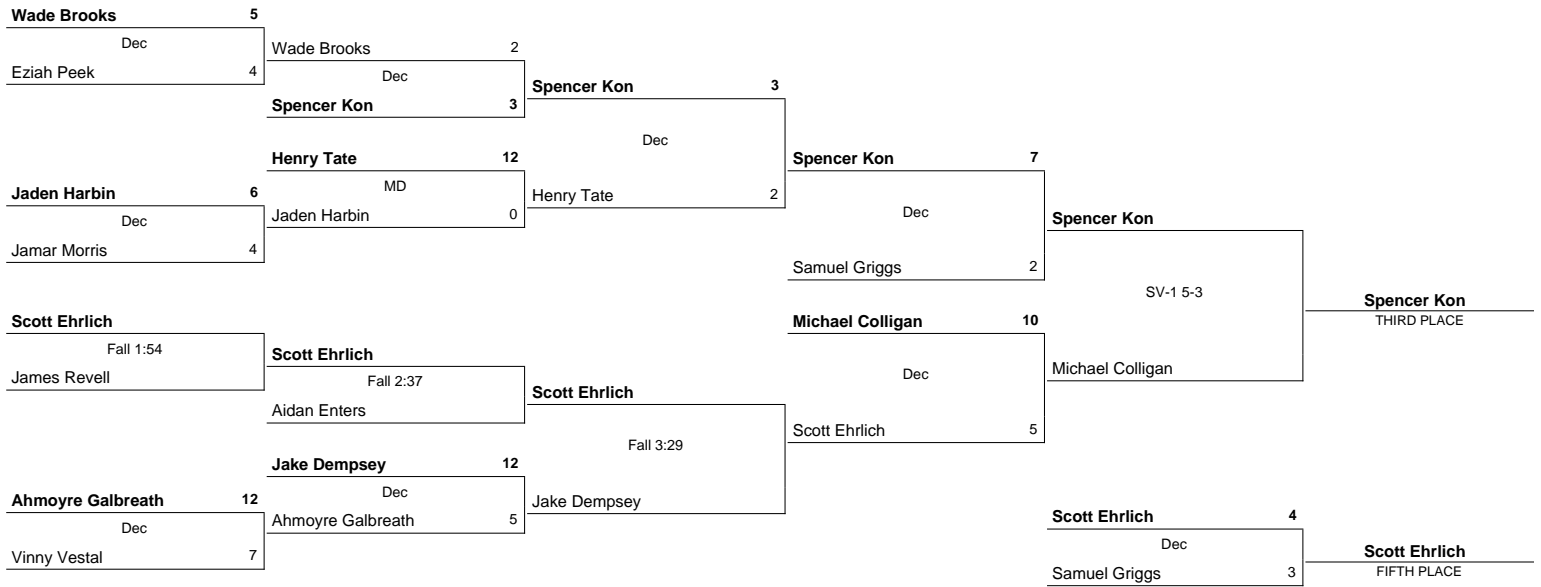 Wade Brooks 5
Dec
Eziah Peek 4
Jaden Harbin 6
Dec
Jamar Morris 4
Scott Ehrlich
Fall 1:54
James Revell
Ahmoyre Galbreath 12
Dec
Vinny Vestal 7
Wade Brooks 2
Dec
Spencer Kon 3
Henry Tate 12
MD
Jaden Harbin 0
Scott Ehrlich
Fall 2:37
Aidan Enters
Jake Dempsey 12
Dec
Ahmoyre Galbreath 5
Spencer Kon 3
Dec
Henry Tate 2
Scott Ehrlich
Fall 3:29
Jake Dempsey
Spencer Kon 7
Dec
Samuel Griggs 2
Michael Colligan 10
Dec
Scott Ehrlich 5
Spencer Kon
SV-1 5-3
Michael Colligan
Spencer Kon
THIRD PLACE
Scott Ehrlich 4
Dec
Samuel Griggs 3
Scott Ehrlich
FIFTH PLACE